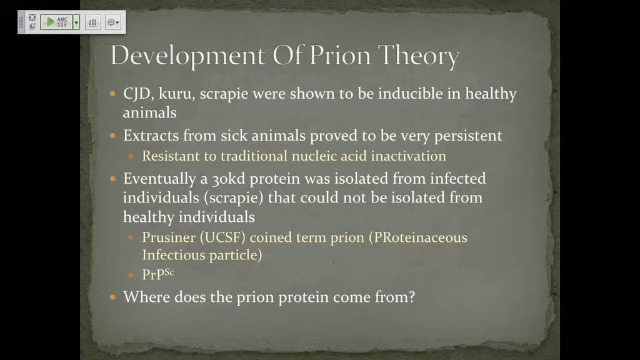 ABC
123
Development Of Prion Theory
• CJD, kuru, scrapie were shown to be inducible in healthy
animals
• Extracts from sick animals proved to be very persistent
• Resistant to traditional nucleic acid inactivation
• Eventually a 30kd protein was isolated from infected
individuals (scrapie) that could not be isolated from
healthy individuals
• Prusiner (UCSF) coined term prion (PRoteinaceous
Infectious particle)
• PrPSc
• Where does the prion protein come from?